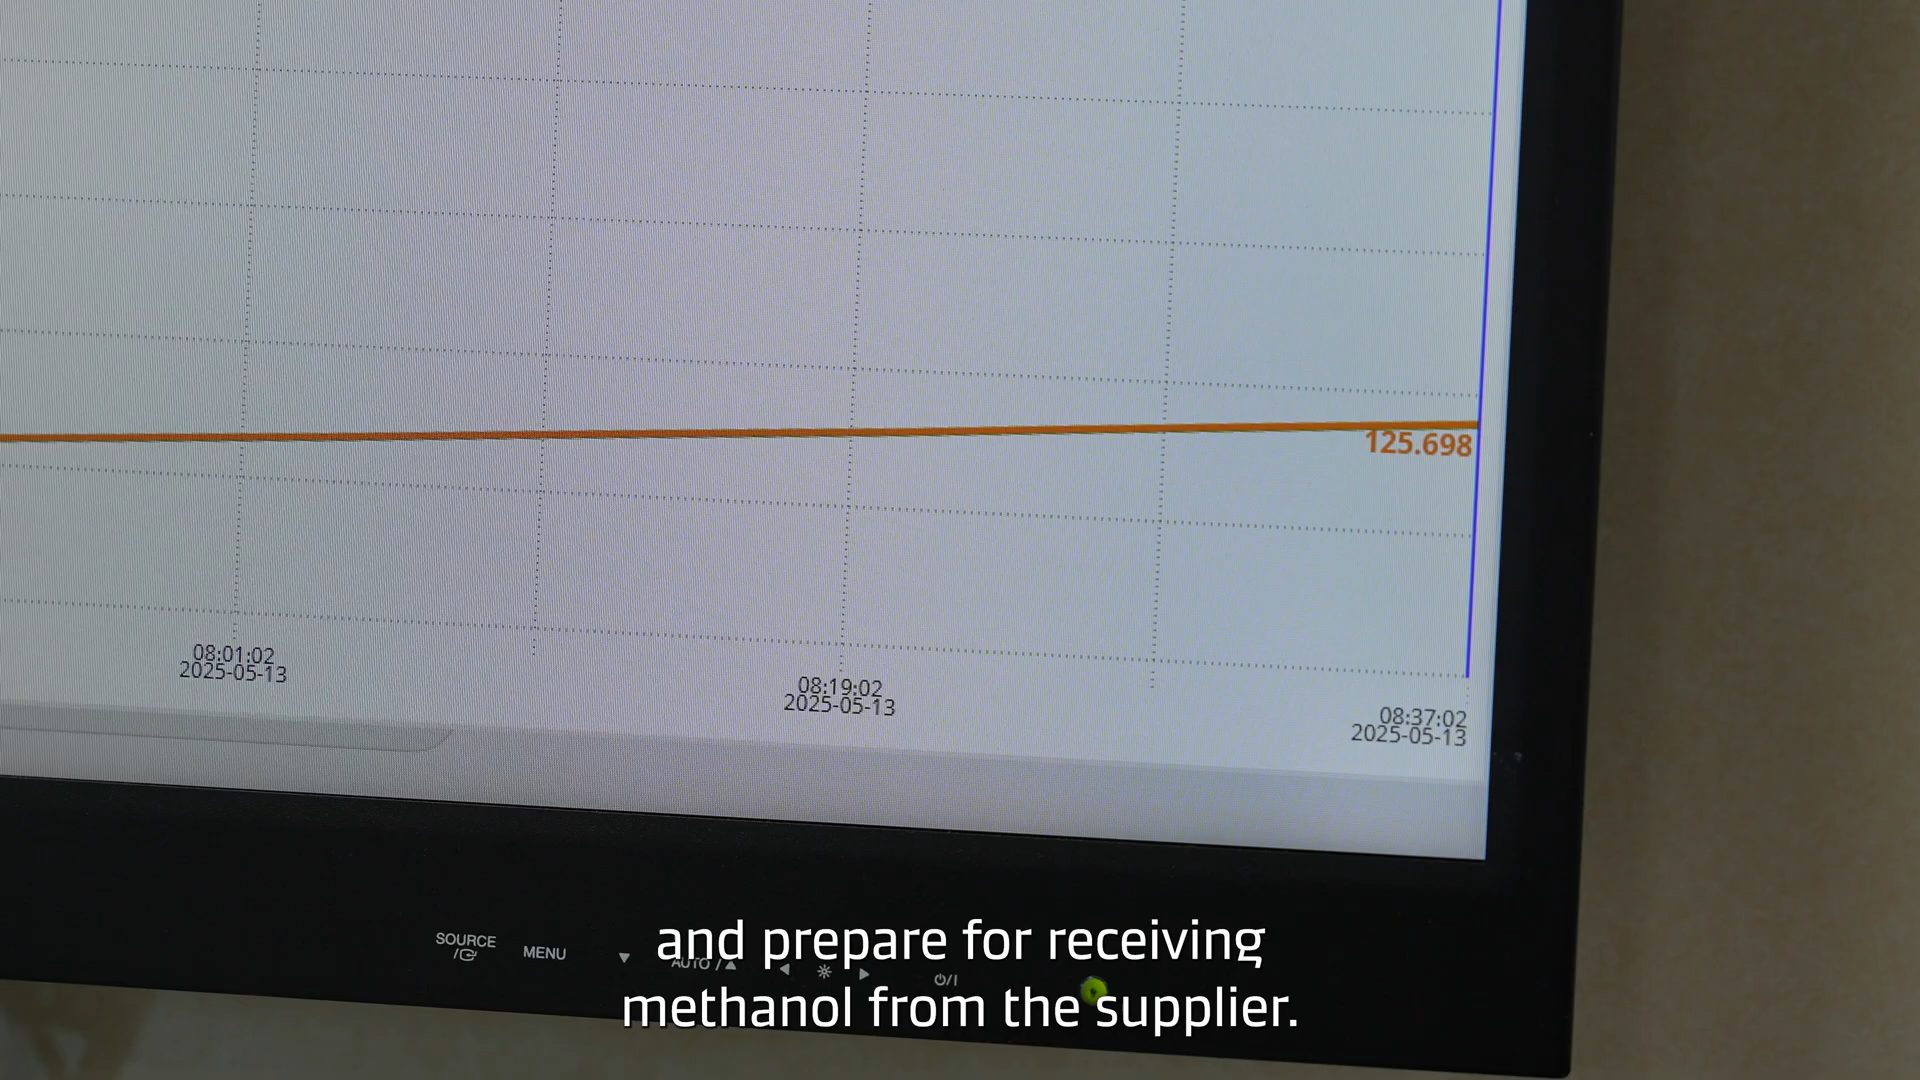 125.698
08:01:02
2025-05-13
08:19:02
2025-05-13
08:37:02
2025-05-13
SOURCE
MENU
AUTO /▲
and prepare for receiving
methanol from the supplier.